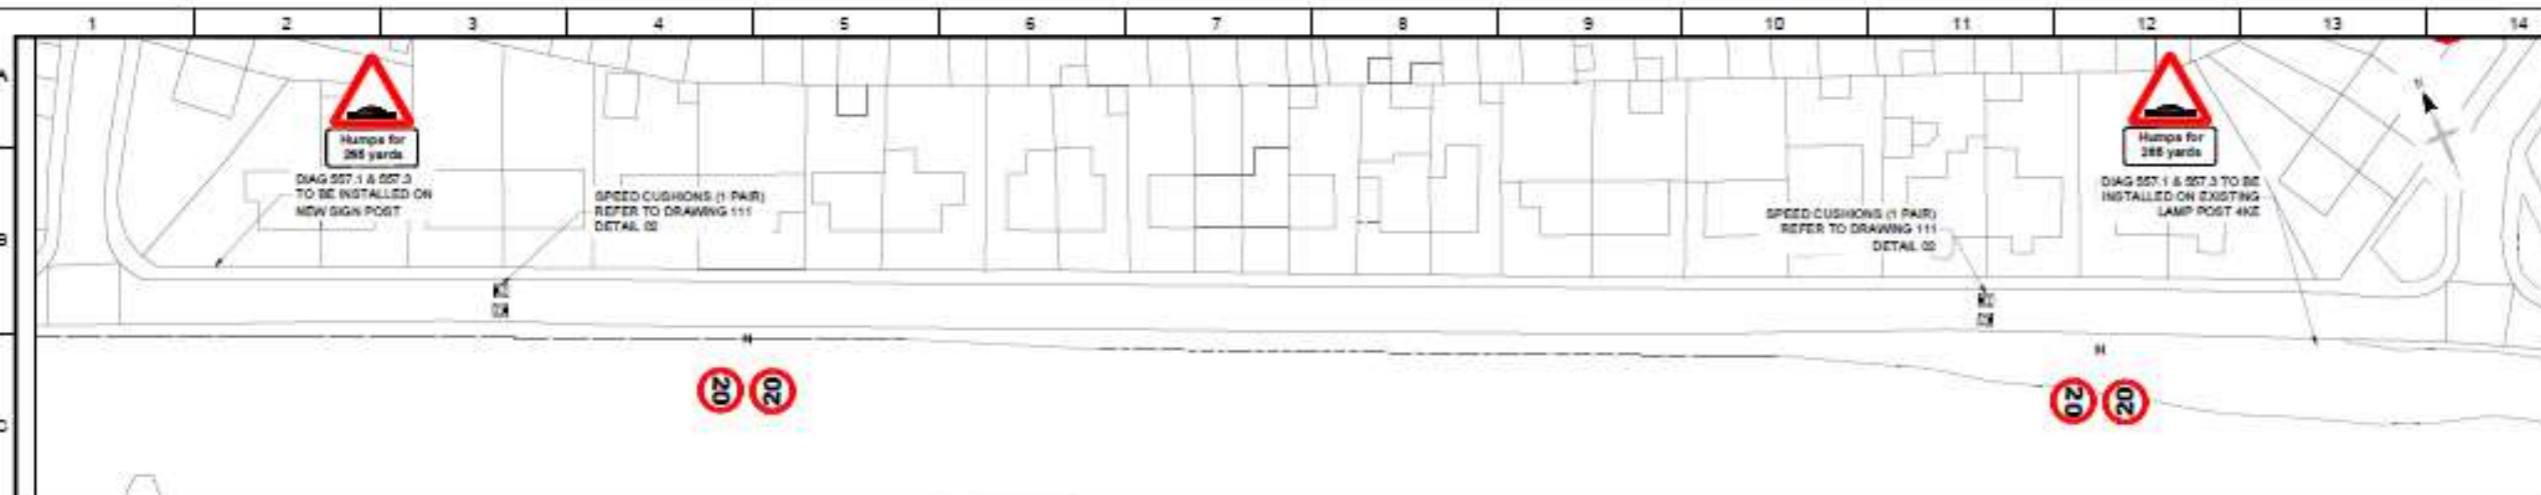 1 2 3 4 5 6 7 8 9 10 11 12 13 14
A
Humps for
265 yards
DIAG 557.1 & 557.3
TO BE INSTALLED ON
NEW SIGN POST
SPEED CUSHIONS (1 PAIR)
REFER TO DRAWING 111
DETAIL 02
SPEED CUSHIONS (1 PAIR)
REFER TO DRAWING 111
DETAIL 02
Humps for
265 yards
DIAG 557.1 & 557.3 TO BE
INSTALLED ON EXISTING
LAMP POST 4KE
N
B
20 20
20 20
C